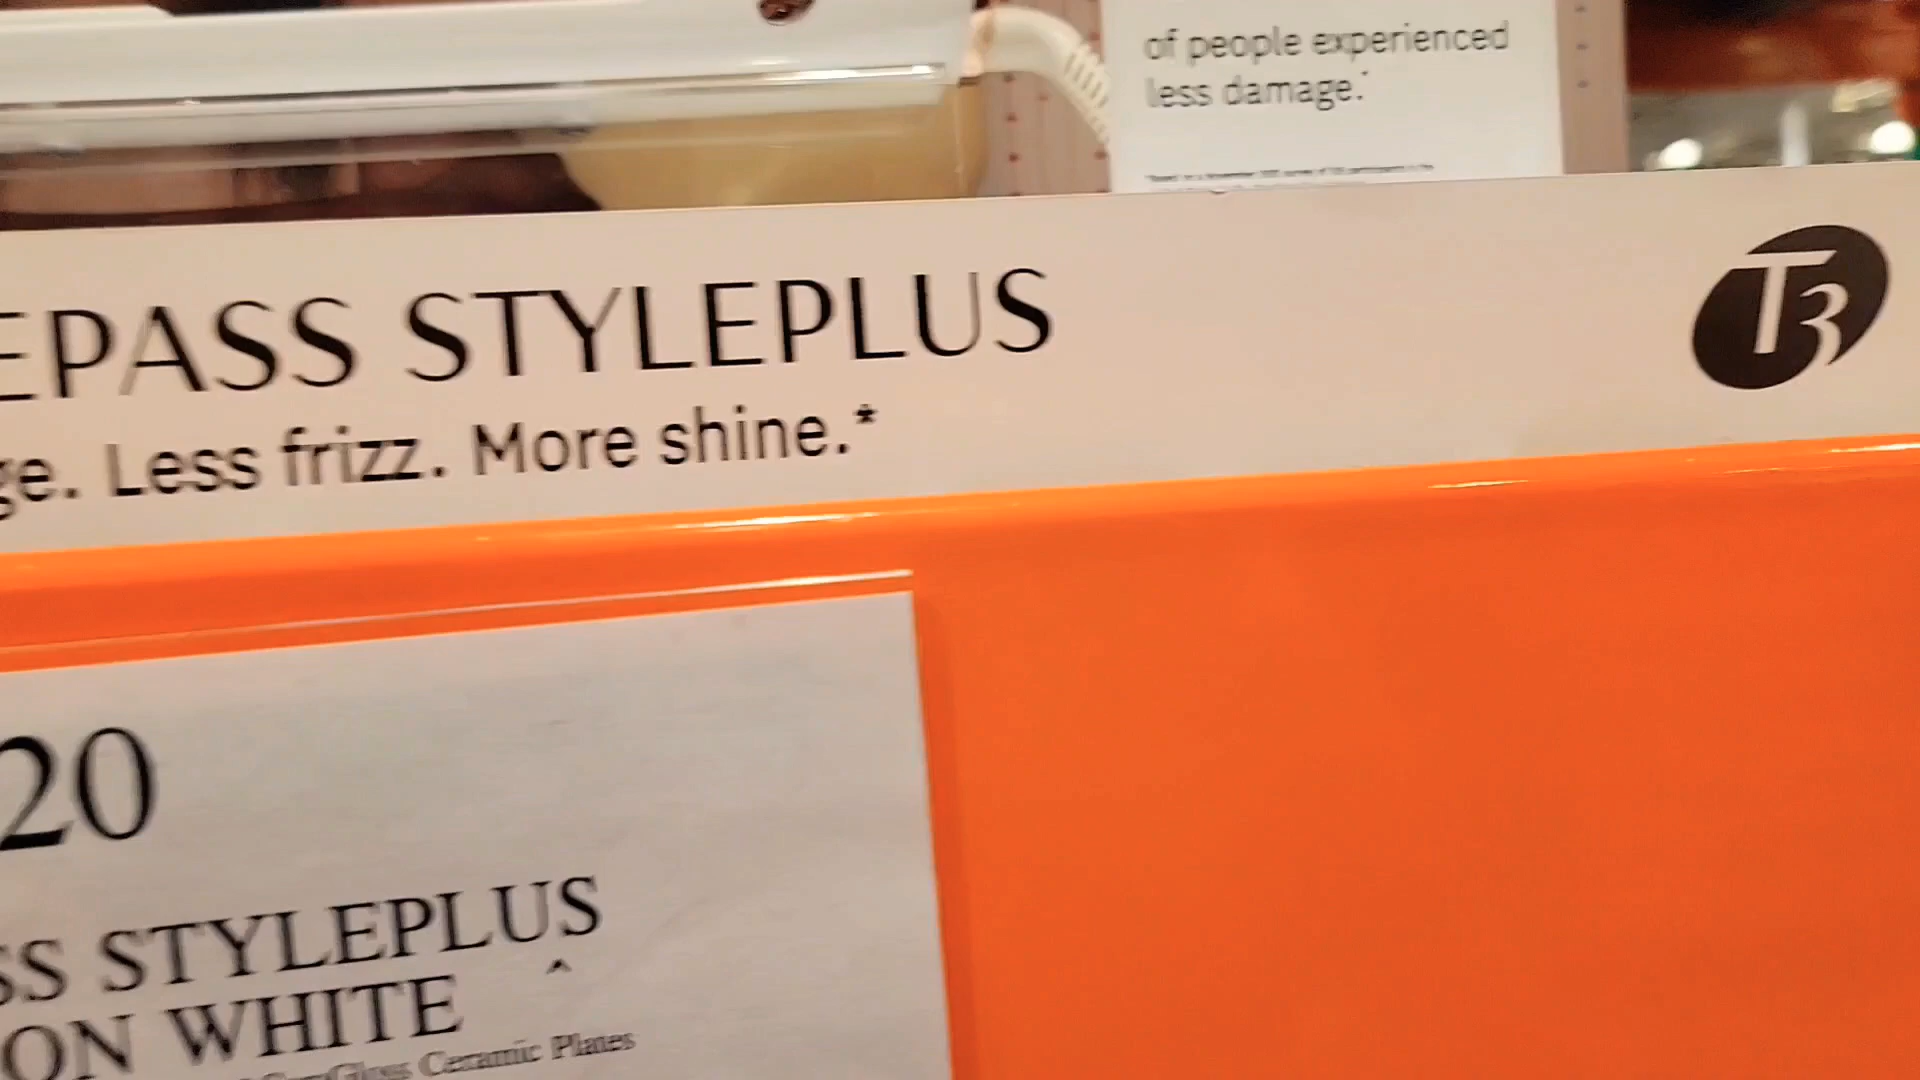 of people experienced
less damage.*
EPASS STYLEPLUS
T3
ge. Less frizz. More shine.*
20
SS STYLEPLUS
ON WHITE
Ceramic Plates